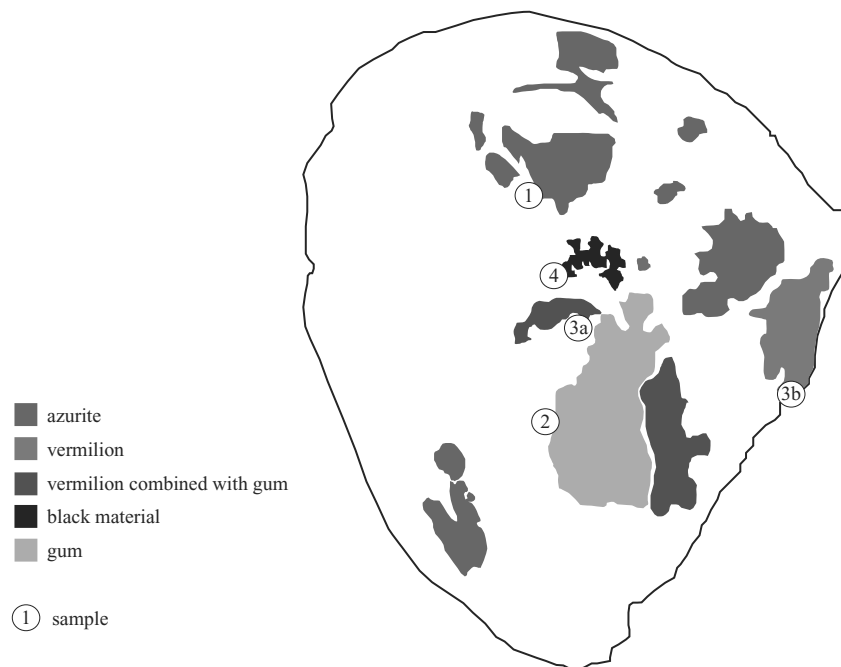 1
4
3a
3b
2
azurite
vermilion
vermilion combined with gum
black material
gum
1 sample